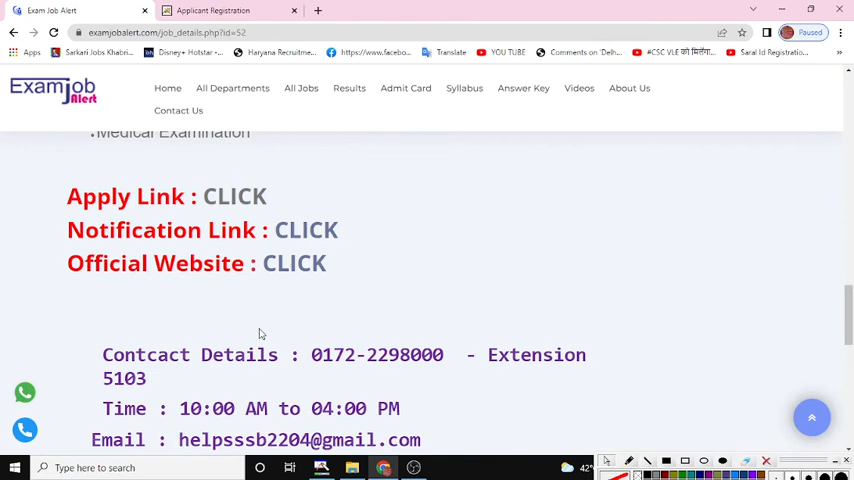 Exam Job Alert
Applicant Registration
examjobalert.com/job_details.php?id=52
Paused
Apps
Sarkari Jobs Khabri...
Disney+ Hotstar -...
Haryana Recruitme...
https://www.facebo...
Translate
YOU TUBE
Comments on 'Delh...
#CSC VLE को मिलेंगा...
Saral Id Registratio...
ExamJob
Alert
Home
All Departments
All Jobs
Results
Admit Card
Syllabus
Answer Key
Videos
About Us
Contact Us
Medical Examination
Apply Link : CLICK
Notification Link : CLICK
Official Website : CLICK
Contcact Details : 0172-2298000 - Extension
5103
Time : 10:00 AM to 04:00 PM
Email : helpsssb2204@gmail.com
Type here to search
42°